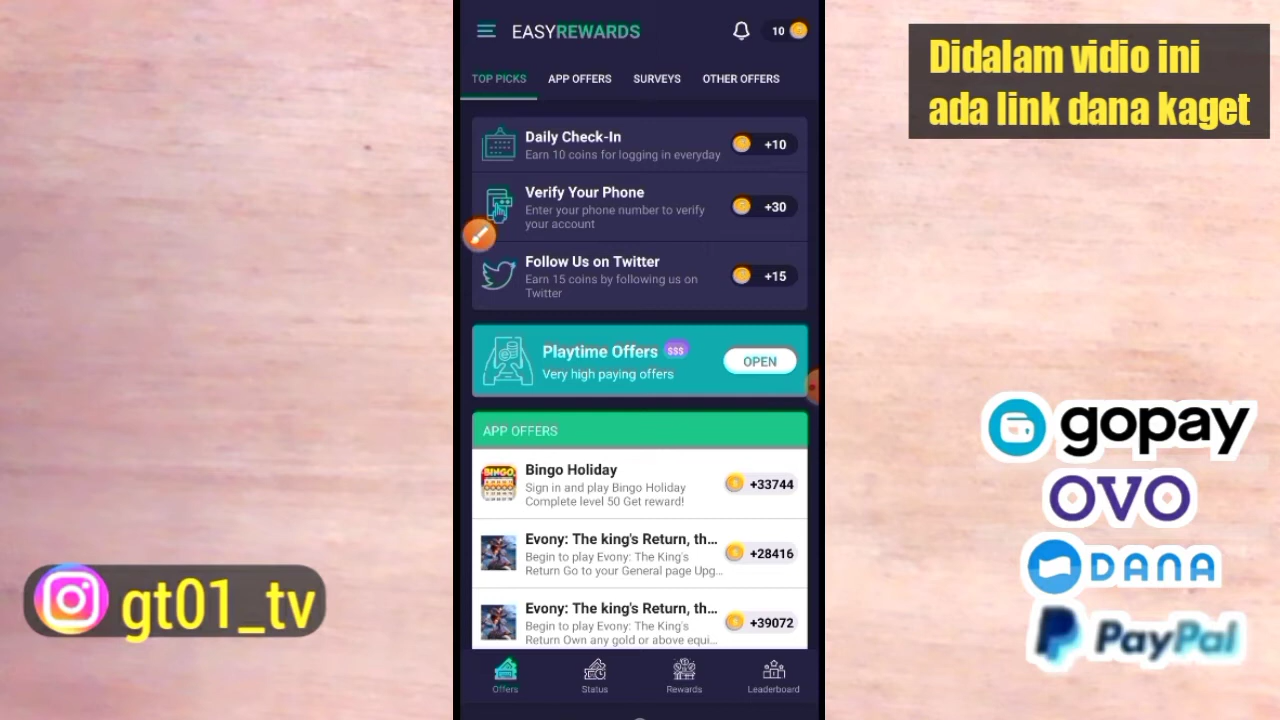 EASYREWARDS
10
TOP PICKS
APP OFFERS
SURVEYS
OTHER OFFERS
Daily Check-In
Earn 10 coins for logging in everyday
+10
Verify Your Phone
Enter your phone number to verify
your account
+30
Follow Us on Twitter
Earn 15 coins by following us on
Twitter
+15
Playtime Offers $$$
Very high paying offers
OPEN
APP OFFERS
Bingo Holiday
Sign in and play Bingo Holiday
Complete level 50 Get reward!
+33744
BINGO
Evony: The king's Return, th...
Begin to play Evony: The King's
Return Go to your General page Upg...
+28416
Evony: The king's Return, th...
Begin to play Evony: The King's
Return Own any gold or above equi...
+39072
Offers
Status
Rewards
Leaderboard
Didalam vidio ini
ada link dana kaget
gopay
OVO
DANA
PayPal
gt01_tv